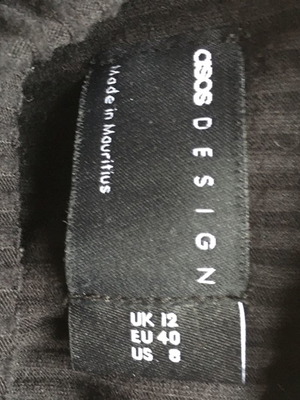 asos DESIGN
Made in Mauritius
UK 12
EU 40
US 8